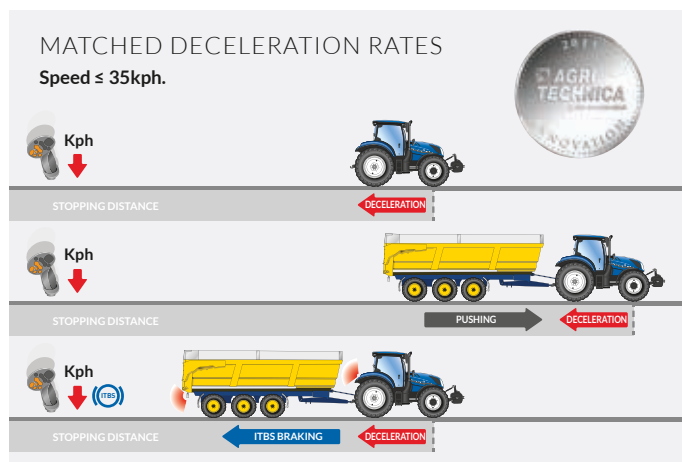 MATCHED DECELERATION RATES
Speed ≤ 35kph.
AGRI
TECHNICA
Kph
STOPPING DISTANCE
DECELERATION
Kph
STOPPING DISTANCE
PUSHING
DECELERATION
Kph
ITBS
STOPPING DISTANCE
ITBS BRAKING
DECELERATION